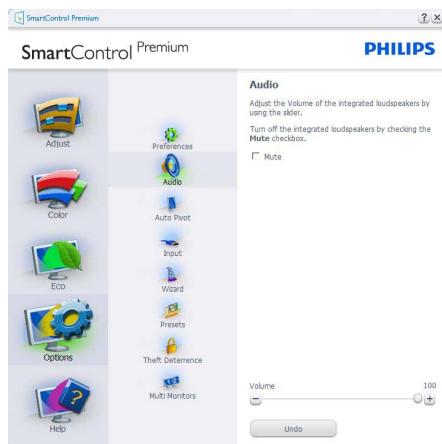 SmartControl Premium
? x
SmartControl Premium
PHILIPS
Adjust
Color
Eco
Options
Help
Preferences
Audio
Auto Pivot
Input
Wizard
Presets
Theft Deterrence
Multi Monitors
Audio
Adjust the Volume of the integrated loudspeakers by
using the slider.
Turn off the integrated loudspeakers by checking the
Mute checkbox.
Mute
Volume 100
Undo